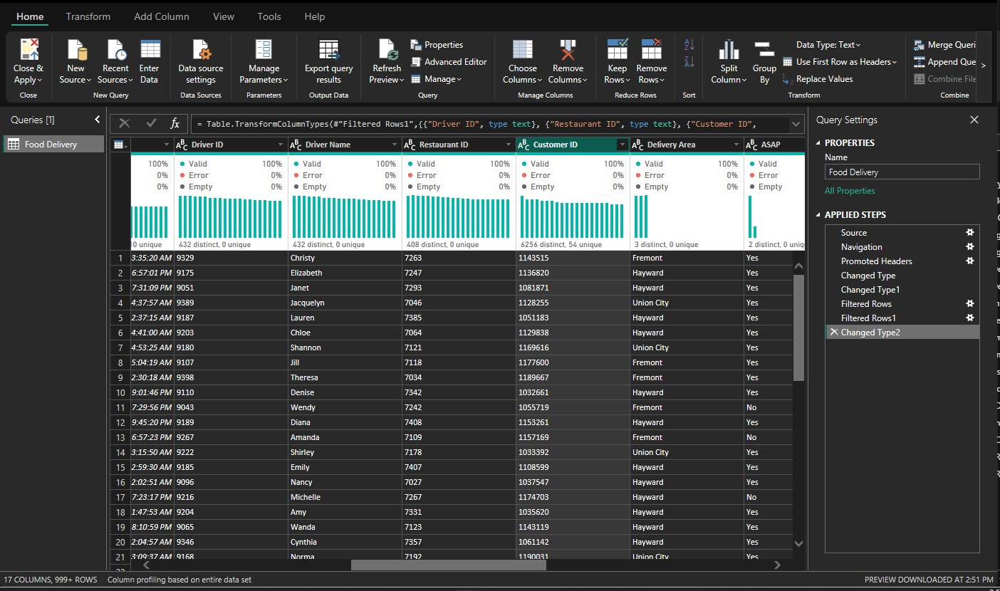 Home Transform Add Column View Tools Help
Close & Apply New Source Recent Sources Enter Data Data source settings Manage Parameters Export query results Refresh Preview Properties Advanced Editor Manage Choose Columns Remove Columns Keep Rows Remove Rows Split Column Group By Data Type: Text Use First Row as Headers Replace Values Merge Queri Append Que Combine File
Close New Query Data Sources Parameters Output Data Query Manage Columns Reduce Rows Sort Transform Combine
Queries [1]
Food Delivery
fx = Table.TransformColumnTypes(#"Filtered Rows1",{{"Driver ID", type text}, {"Restaurant ID", type text}, {"Customer ID",
ABC Driver ID ABC Driver Name ABC Restaurant ID ABC Customer ID ABC Delivery Area ABC ASAP
100% Valid 100% Valid 100% Valid 100% Valid 100% Valid 100% Valid
0% Error 0% Error 0% Error 0% Error 0% Error 0% Error
0% Empty 0% Empty 0% Empty 0% Empty 0% Empty 0% Empty
0 unique 432 distinct, 0 unique 432 distinct, 0 unique 408 distinct, 0 unique 6256 distinct, 54 unique 3 distinct, 0 unique 2 distinct, 0 uniq
1 3:35:20 AM 9329 Christy 7263 1143515 Fremont Yes
2 6:57:01 PM 9175 Elizabeth 7247 1136820 Hayward Yes
3 7:31:09 PM 9051 Janet 7293 1081871 Hayward Yes
4 4:37:57 AM 9389 Jacquelyn 7046 1128255 Union City Yes
5 2:37:15 AM 9187 Lauren 7385 1051183 Hayward Yes
6 4:41:00 AM 9203 Chloe 7064 1129838 Hayward Yes
7 4:53:25 AM 9180 Shannon 7121 1169616 Union City Yes
8 5:04:19 AM 9107 Jill 7118 1177600 Fremont Yes
9 2:30:18 AM 9398 Theresa 7034 1189667 Fremont Yes
10 9:01:46 PM 9110 Denise 7342 1032661 Hayward Yes
11 7:29:56 PM 9043 Wendy 7242 1055719 Fremont No
12 9:45:20 PM 9189 Diana 7408 1153261 Hayward Yes
13 6:57:23 PM 9267 Amanda 7109 1157169 Fremont No
14 3:15:50 AM 9222 Shirley 7178 1033392 Union City Yes
15 2:59:30 AM 9185 Emily 7407 1108599 Hayward Yes
16 2:02:51 AM 9096 Nancy 7027 1037547 Hayward Yes
17 7:23:17 PM 9216 Michelle 7267 1174703 Hayward No
18 1:47:53 AM 9204 Amy 7331 1035620 Hayward Yes
19 8:10:59 PM 9065 Wanda 7123 1143119 Hayward Yes
20 2:04:57 AM 9346 Cynthia 7357 1061142 Hayward Yes
21 3:09:37 AM 9168 Norma 7192 1190031 Union City Yes
Query Settings
PROPERTIES
Name
Food Delivery
All Properties
APPLIED STEPS
Source
Navigation
Promoted Headers
Changed Type
Changed Type1
Filtered Rows
Filtered Rows1
Changed Type2
17 COLUMNS, 999+ ROWS Column profiling based on entire data set PREVIEW DOWNLOADED AT 2:51 PM